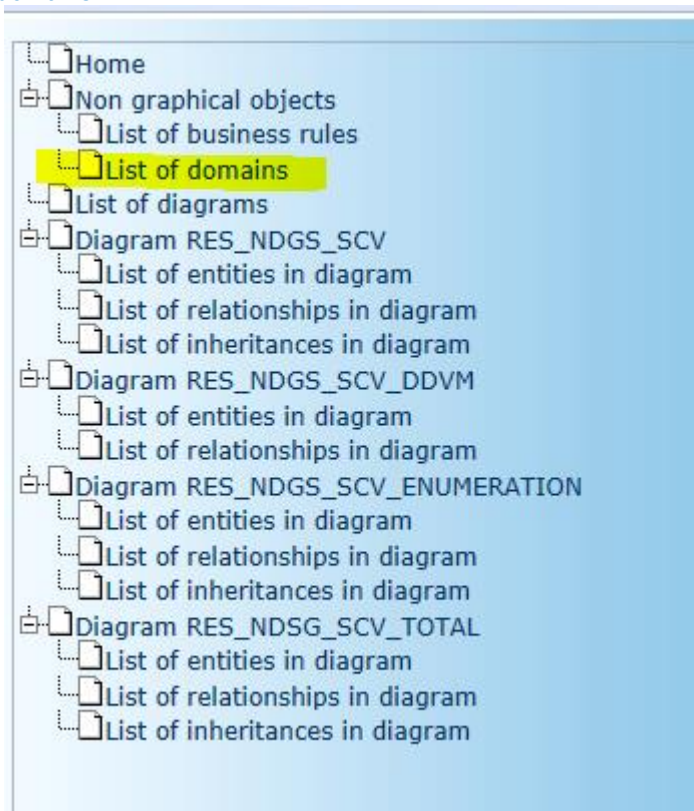 Home
Non graphical objects
List of business rules
List of domains
List of diagrams
Diagram RES_NDGS_SCV
List of entities in diagram
List of relationships in diagram
List of inheritances in diagram
Diagram RES_NDGS_SCV_DDVM
List of entities in diagram
List of relationships in diagram
Diagram RES_NDGS_SCV_ENUMERATION
List of entities in diagram
List of relationships in diagram
List of inheritances in diagram
Diagram RES_NDSG_SCV_TOTAL
List of entities in diagram
List of relationships in diagram
List of inheritances in diagram